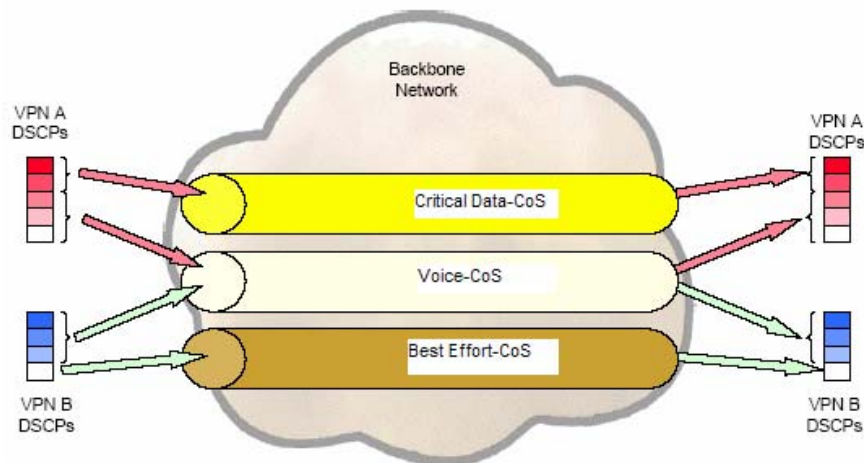 Backbone
Network
VPN A
DSCPs
VPN A
DSCPs
Critical Data-CoS
Voice-CoS
Best Effort-CoS
VPN B
DSCPs
VPN B
DSCPs